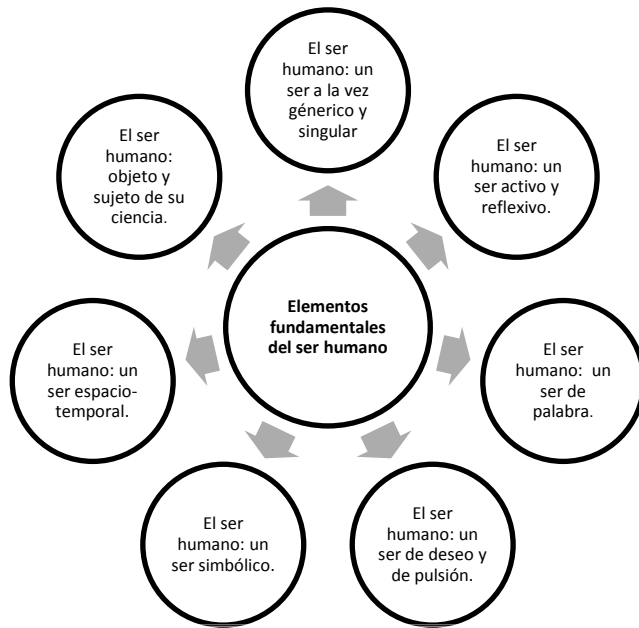 El ser
humano: un
ser a la vez
génerico y
singular
El ser
humano: un
ser activo y
reflexivo.
El ser
humano: un
ser de
palabra.
El ser
humano: un
ser de deseo y
de pulsión.
El ser
humano: un
ser simbólico.
El ser
humano: un
ser espacio-
temporal.
El ser
humano:
objeto y
sujeto de su
ciencia.
Elementos
fundamentales
del ser humano